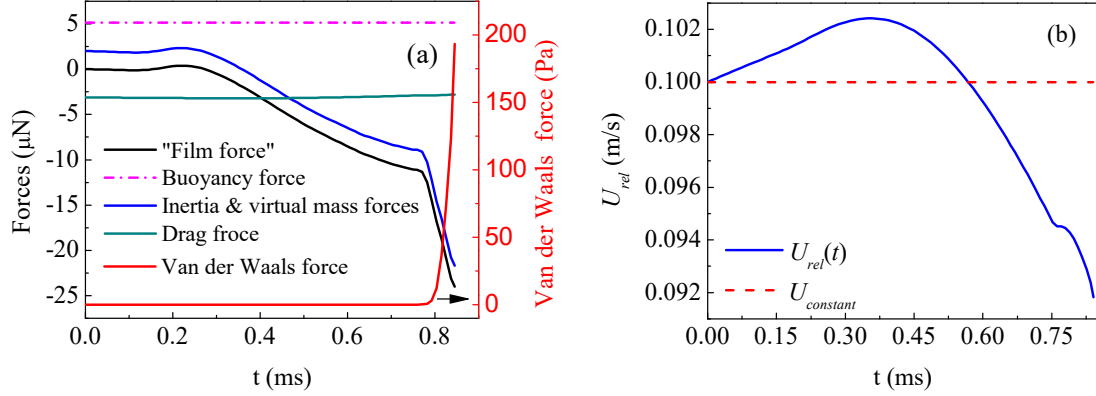 (a)
5
0
-5
-10
-15
-20
-25
Forces (μN)
"Film force"
Buoyancy force
Inertia & virtual mass forces
Drag froce
Van der Waals force
0.0 0.2 0.4 0.6 0.8
t (ms)
200
150
100
50
0
Van der Waals force (Pa)
(b)
0.102
0.100
0.098
0.096
0.094
0.092
U_rel (m/s)
U_rel(t)
U_constant
0.00 0.15 0.30 0.45 0.60 0.75
t (ms)